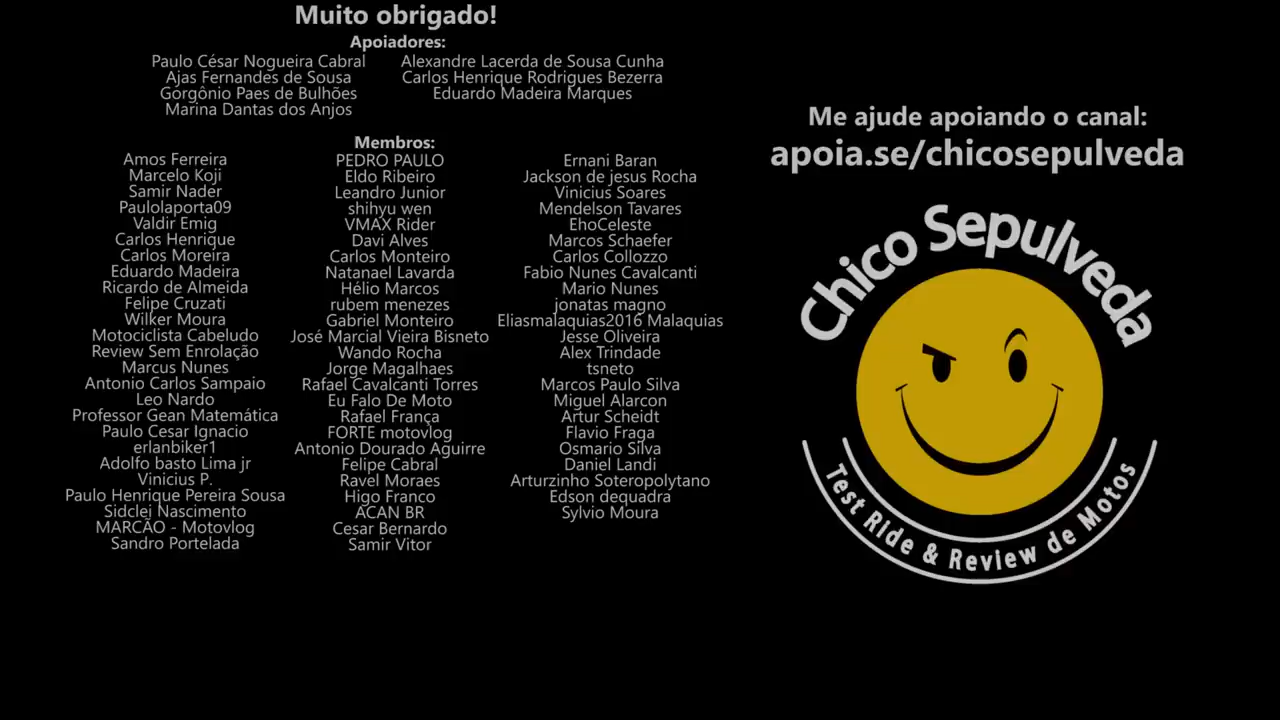 Muito obrigado!
Apoiadores:
Paulo César Nogueira Cabral
Ajas Fernandes de Sousa
Gorgônio Paes de Bulhões
Marina Dantas dos Anjos
Alexandre Lacerda de Sousa Cunha
Carlos Henrique Rodrigues Bezerra
Eduardo Madeira Marques
Membros:
Amos Ferreira
Marcelo Koji
Samir Nader
Paulolaporta09
Valdir Emig
Carlos Henrique
Carlos Moreira
Eduardo Madeira
Ricardo de Almeida
Felipe Cruzati
Wilker Moura
Motociclista Cabeludo
Review Sem Enrolação
Marcus Nunes
Antonio Carlos Sampaio
Leo Nardo
Professor Gean Matemática
Paulo Cesar Ignacio
erlanbiker1
Adolfo basto Lima jr
Vinicius P.
Paulo Henrique Pereira Sousa
Sidclei Nascimento
MARCÃO - Motovlog
Sandro Portelada
PEDRO PAULO
Eldo Ribeiro
Leandro Junior
shihyu wen
VMAX Rider
Davi Alves
Carlos Monteiro
Natanael Lavarda
Hélio Marcos
rubem menezes
Gabriel Monteiro
José Marcial Vieira Bisneto
Wando Rocha
Jorge Magalhaes
Rafael Cavalcanti Torres
Eu Falo De Moto
Rafael França
FORTE motovlog
Antonio Dourado Aguirre
Felipe Cabral
Ravel Moraes
Higo Franco
ACAN BR
Cesar Bernardo
Samir Vitor
Ernani Baran
Jackson de jesus Rocha
Vinicius Soares
Mendelson Tavares
EhoCeleste
Marcos Schaefer
Carlos Collozzo
Fabio Nunes Cavalcanti
Mario Nunes
jonatas magno
Eliasmalaquias2016 Malaquias
Jesse Oliveira
Alex Trindade
tsneto
Marcos Paulo Silva
Miguel Alarcon
Artur Scheidt
Flavio Fraga
Osmario Silva
Daniel Landi
Arturzinho Soteropolytano
Edson dequadra
Sylvio Moura
Me ajude apoiando o canal:
apoia.se/chicosepulveda
Chico Sepulveda
Test Ride & Review de Motos